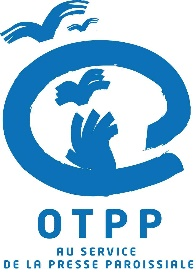 OTPP
AU SERVICE
DE LA PRESSE PAROISSIALE